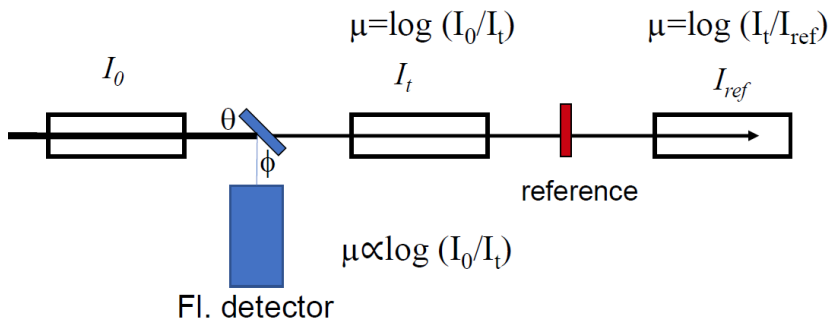 μ=log (I0/It)
μ=log (It/Iref)
I0
It
Iref
θ
ϕ
reference
μ∝log (I0/It)
Fl. detector